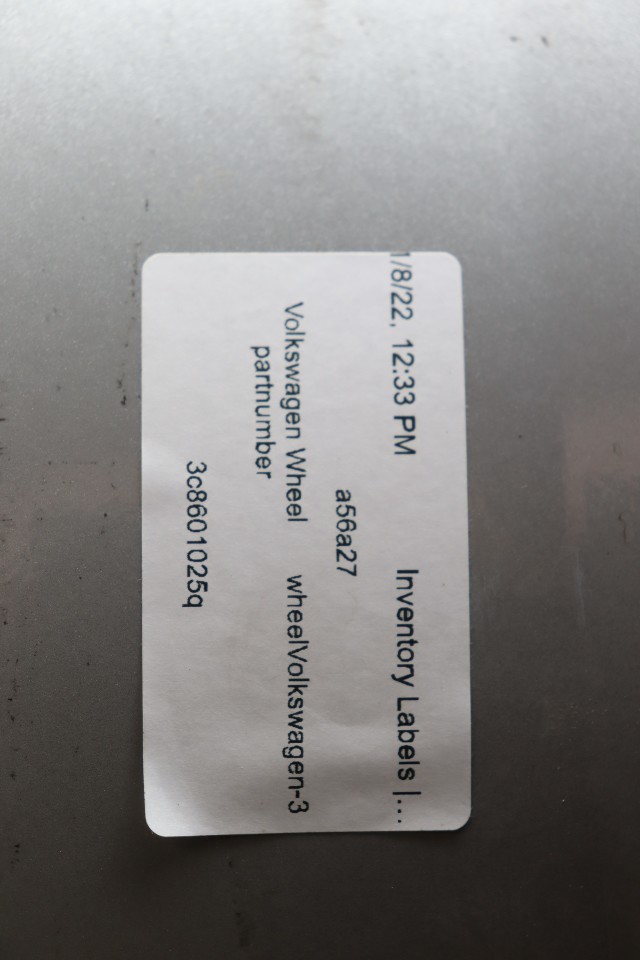 1/8/22, 12:33 PM Inventory Labels |...
a56a27
Volkswagen Wheel wheelVolkswagen-3
partnumber
3c8601025q